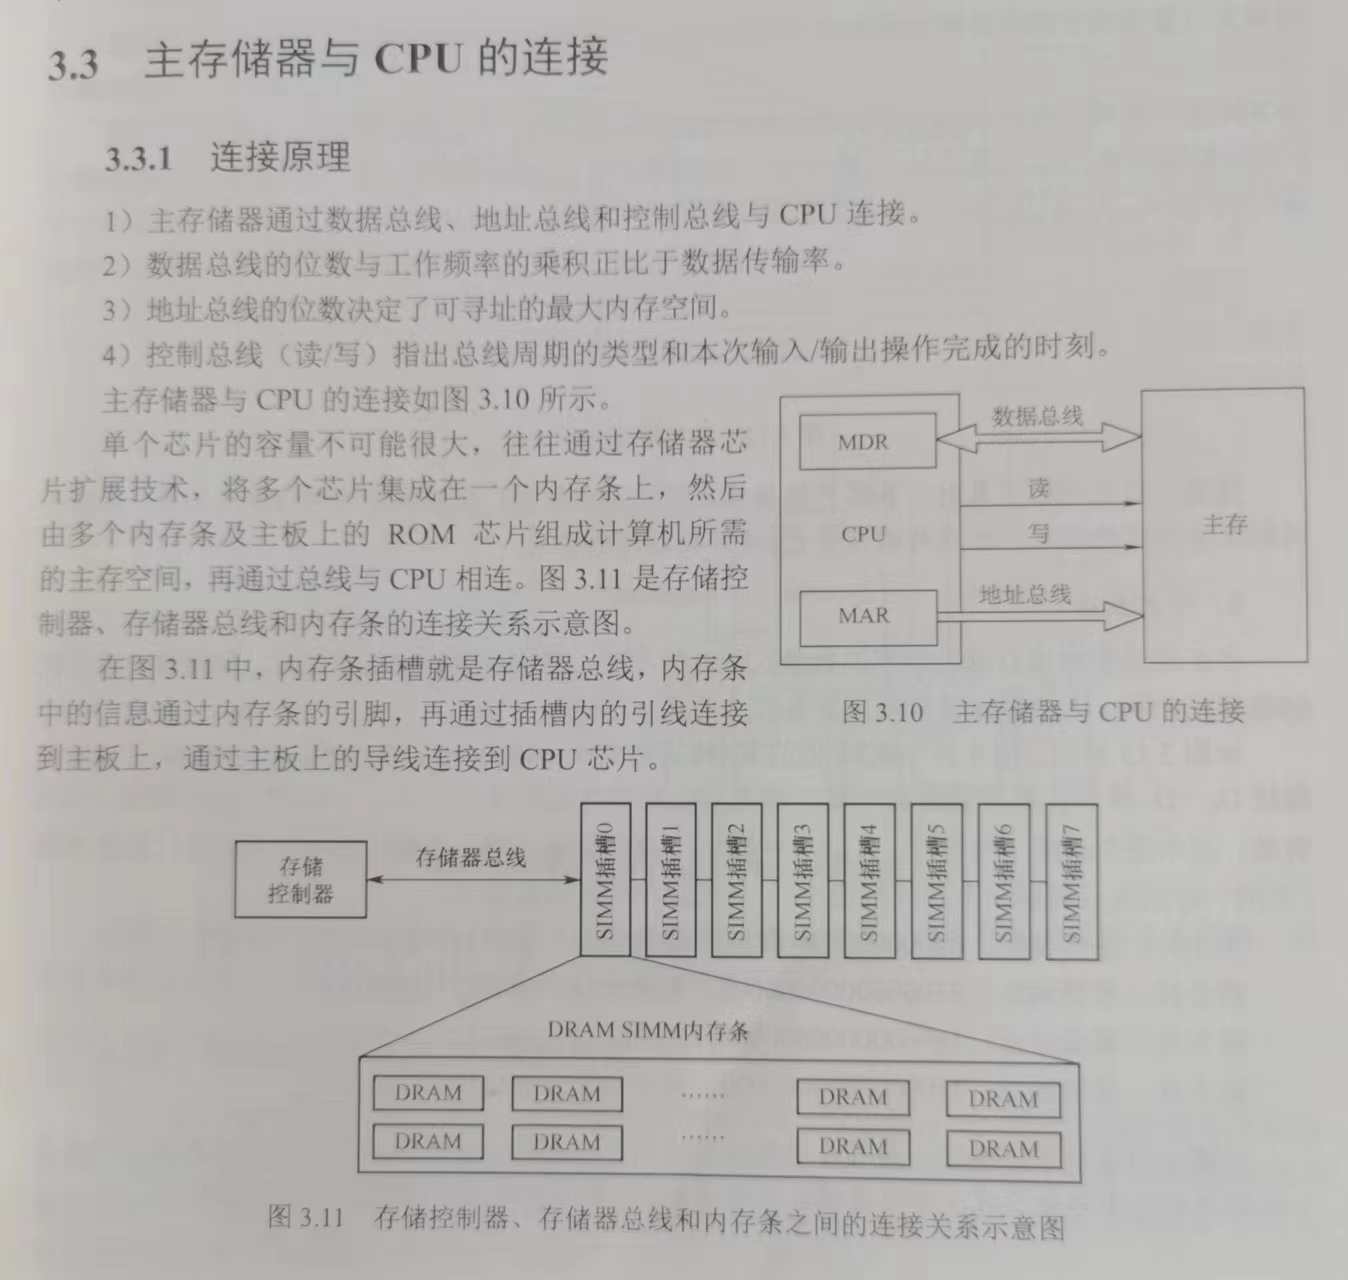 3.3 主存储器与 CPU 的连接
3.3.1 连接原理
1）主存储器通过数据总线、地址总线和控制总线与 CPU 连接。
2）数据总线的位数与工作频率的乘积正比于数据传输率。
3）地址总线的位数决定了可寻址的最大内存空间。
4）控制总线（读/写）指出总线周期的类型和本次输入/输出操作完成的时刻。
主存储器与 CPU 的连接如图 3.10 所示。
单个芯片的容量不可能很大，往往通过存储器芯
片扩展技术，将多个芯片集成在一个内存条上，然后
由多个内存条及主板上的 ROM 芯片组成计算机所需
的主存空间，再通过总线与 CPU 相连。图 3.11 是存储控
制器、存储器总线和内存条的连接关系示意图。
在图 3.11 中，内存条插槽就是存储器总线，内存条
中的信息通过内存条的引脚，再通过插槽内的引线连接
到主板上，通过主板上的导线连接到 CPU 芯片。
MDR
数据总线
读
CPU
写
主存
MAR
地址总线
图 3.10 主存储器与 CPU 的连接
存储
控制器
存储器总线
SIMM插槽0
SIMM插槽1
SIMM插槽2
SIMM插槽3
SIMM插槽4
SIMM插槽5
SIMM插槽6
SIMM插槽7
DRAM SIMM内存条
DRAM DRAM …… DRAM DRAM
DRAM DRAM …… DRAM DRAM
图 3.11 存储控制器、存储器总线和内存条之间的连接关系示意图